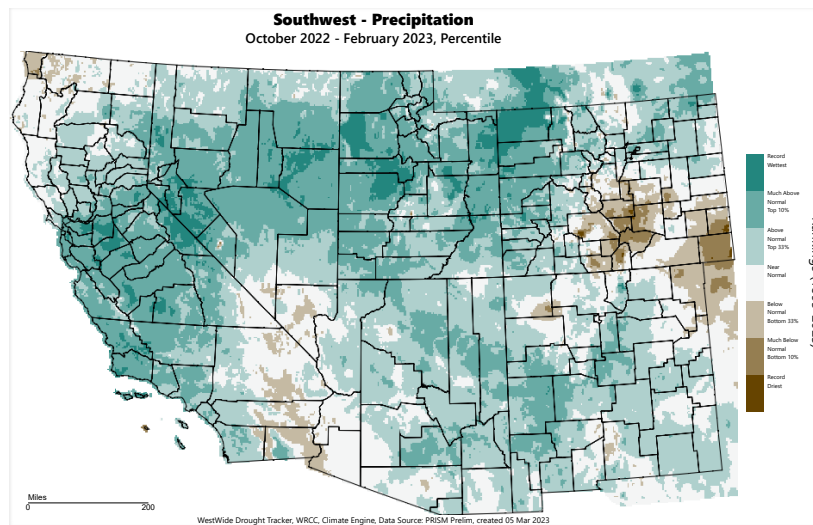 Southwest - Precipitation
October 2022 - February 2023, Percentile
Record
Wettest
Much Above
Normal
Top 10%
Above
Normal
Top 33%
Near
Normal
Below
Normal
Bottom 33%
Much Below
Normal
Bottom 10%
Record
Driest
Miles
0 200
WestWide Drought Tracker, WRCC, Climate Engine, Data Source: PRISM Prelim, created 05 Mar 2023